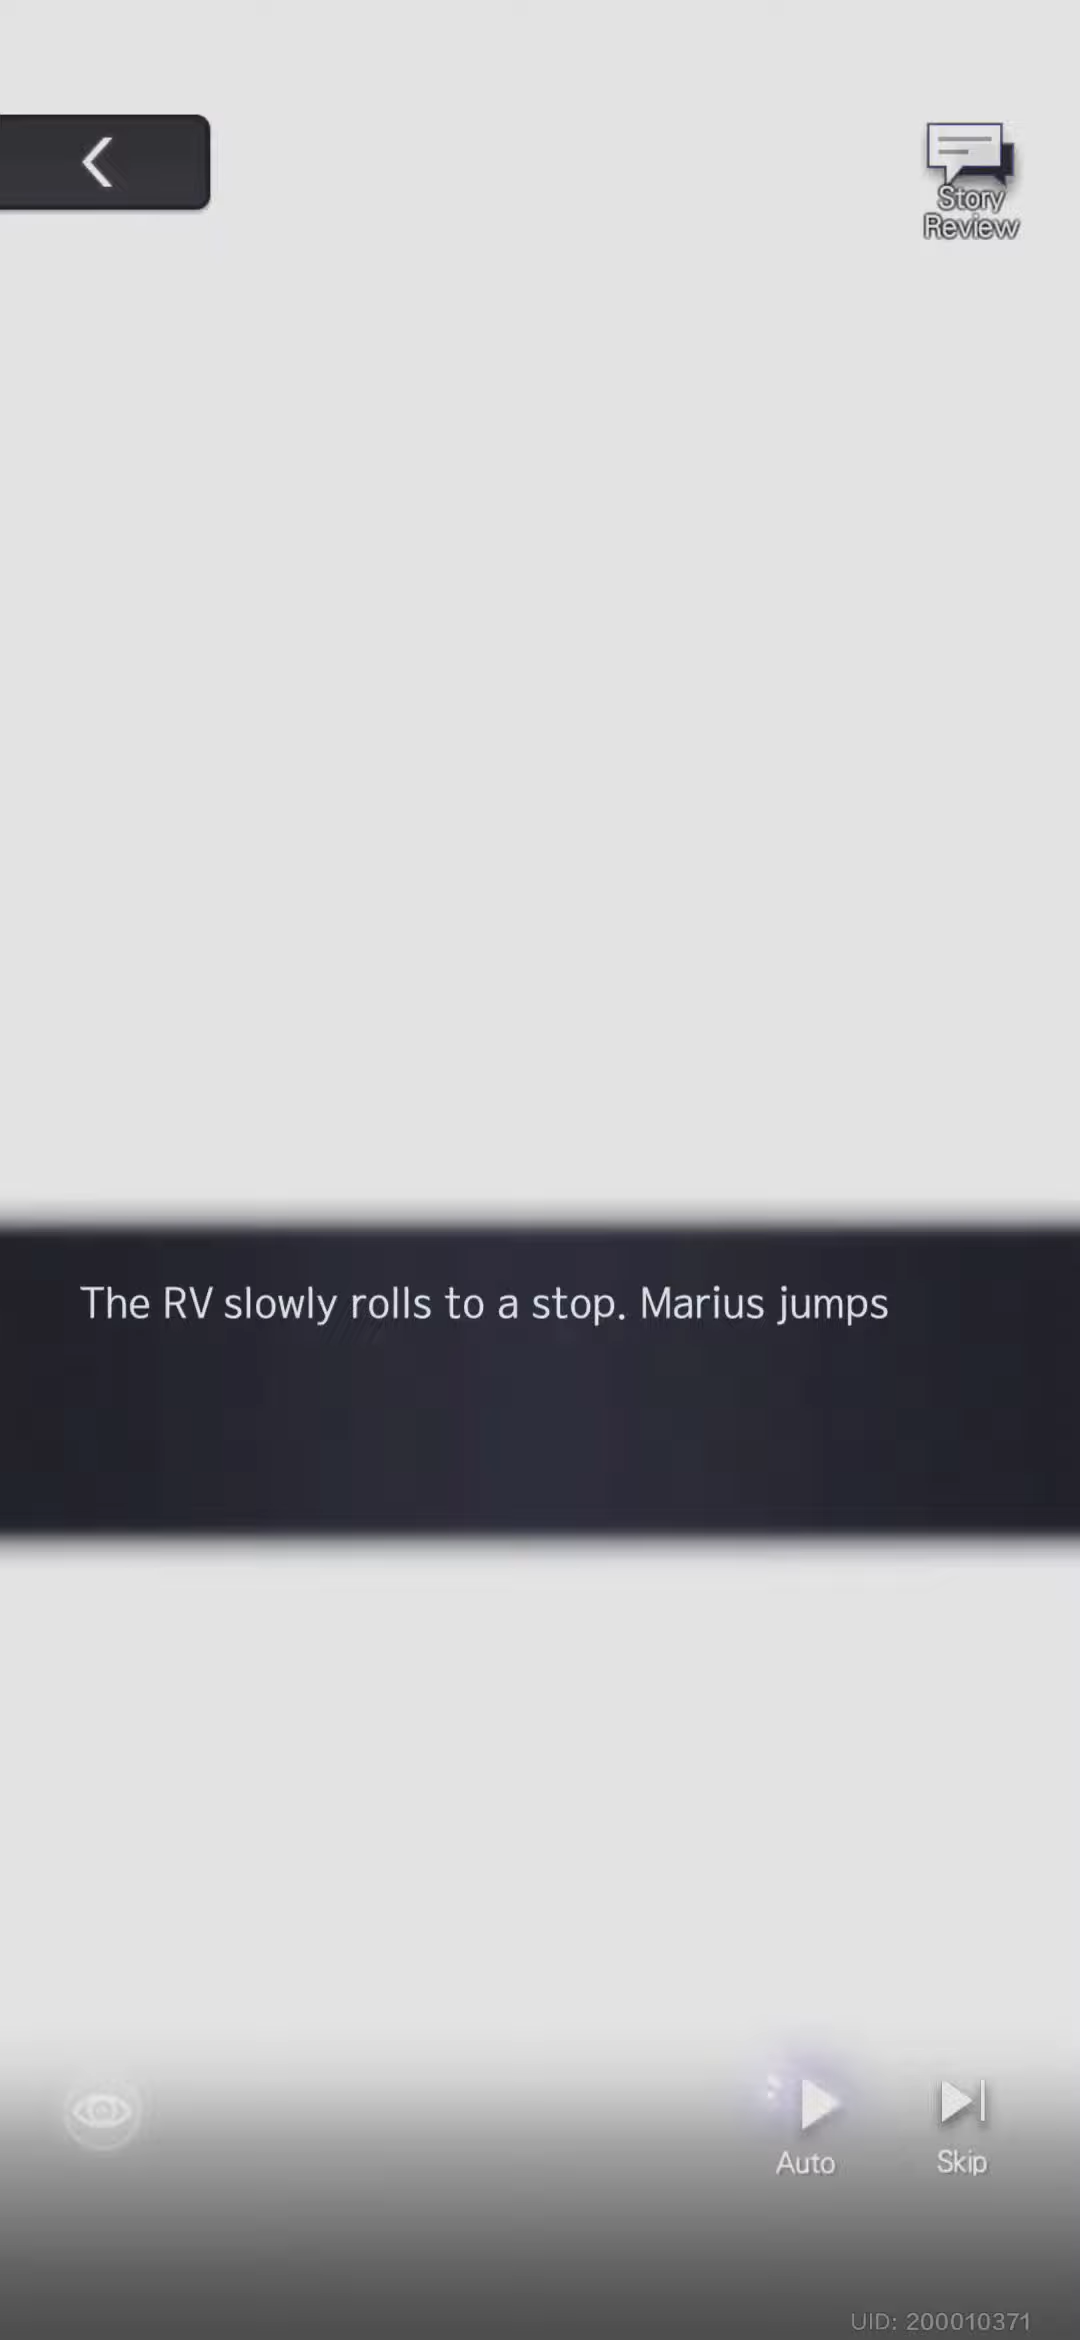 Story
Review
The RV slowly rolls to a stop. Marius jumps
Auto
Skip
UID: 200010371